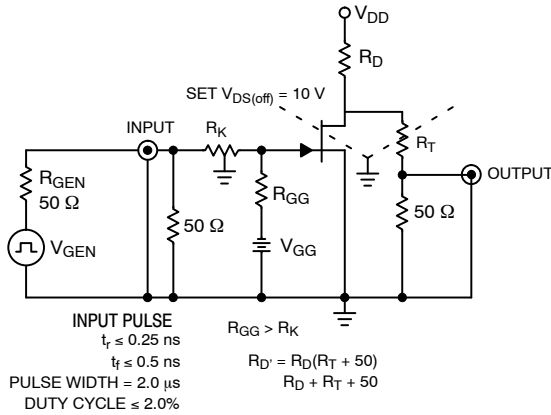 V_DD
R_D
SET V_DS(off) = 10 V
INPUT
R_K
R_T
OUTPUT
R_GEN
50 Ω
R_GG
50 Ω
50 Ω
V_GEN
V_GG
INPUT PULSE
t_r ≤ 0.25 ns
t_f ≤ 0.5 ns
PULSE WIDTH = 2.0 μs
DUTY CYCLE ≤ 2.0%
R_GG > R_K
R_D' = R_D(R_T + 50)
R_D + R_T + 50